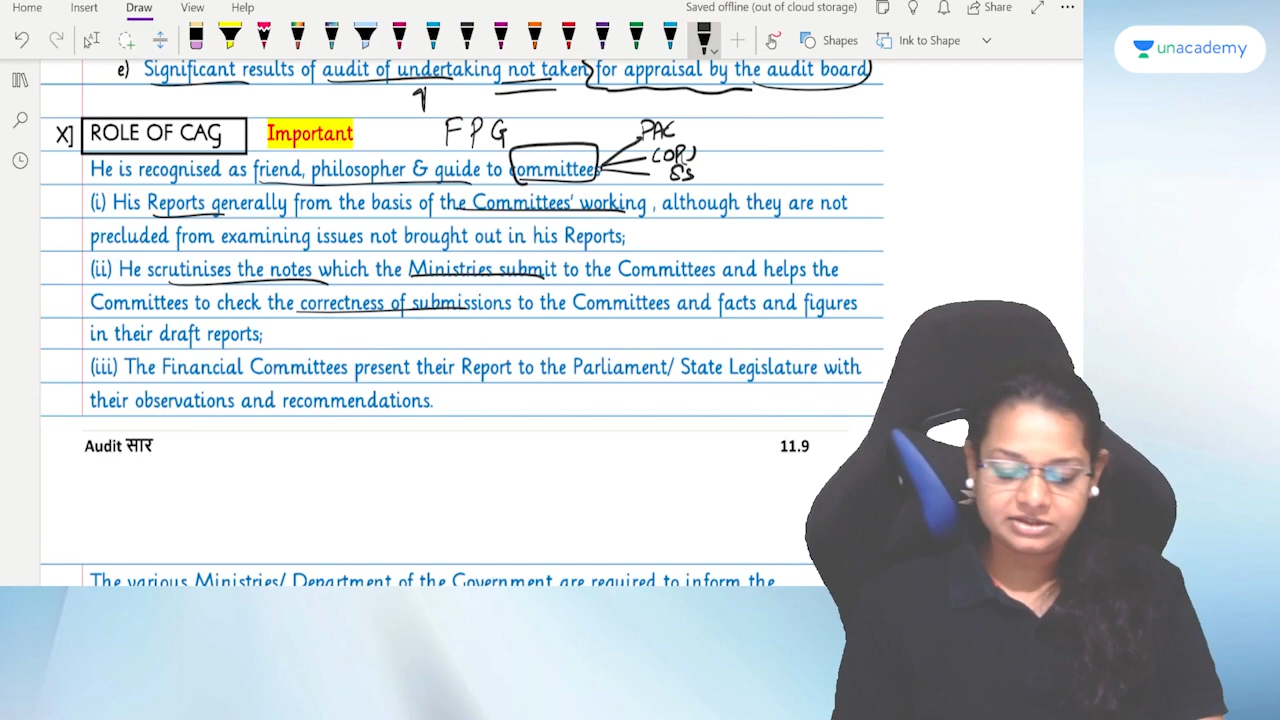 Home Insert Draw View Help Saved offline (out of cloud storage) Share
Shapes Ink to Shape
unacademy
e) Significant results of audit of undertaking not taken for appraisal by the audit board
X] ROLE OF CAG Important F P G PAC
COPU
He is recognised as friend, philosopher & guide to committees
(i) His Reports generally from the basis of the Committees' working , although they are not
precluded from examining issues not brought out in his Reports;
(ii) He scrutinises the notes which the Ministries submit to the Committees and helps the
Committees to check the correctness of submissions to the Committees and facts and figures
in their draft reports;
(iii) The Financial Committees present their Report to the Parliament/ State Legislature with
their observations and recommendations.
Audit सार 11.9
The various Ministries/ Department of the Government are required to inform the